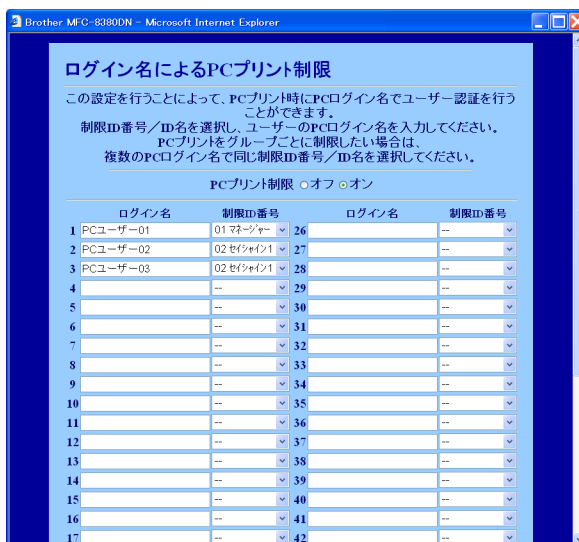 Brother MFC-8380DN - Microsoft Internet Explorer
ログイン名によるPCプリント制限
この設定を行うことによって、PCプリント時にPCログイン名でユーザー認証を行う
ことができます。
制限ID番号／ID名を選択し、ユーザーのPCログイン名を入力してください。
PCプリントをグループごとに制限したい場合は、
複数のPCログイン名で同じ制限ID番号／ID名を選択してください。
PCプリント制限 オフ オン
ログイン名 制限ID番号 ログイン名 制限ID番号
1 PCユーザー01 01 マネージャー 26 --
2 PCユーザー02 02 セイシャイン1 27 --
3 PCユーザー03 02 セイシャイン1 28 --
4 -- 29 --
5 -- 30 --
6 -- 31 --
7 -- 32 --
8 -- 33 --
9 -- 34 --
10 -- 35 --
11 -- 36 --
12 -- 37 --
13 -- 38 --
14 -- 39 --
15 -- 40 --
16 -- 41 --
17 -- 42 --